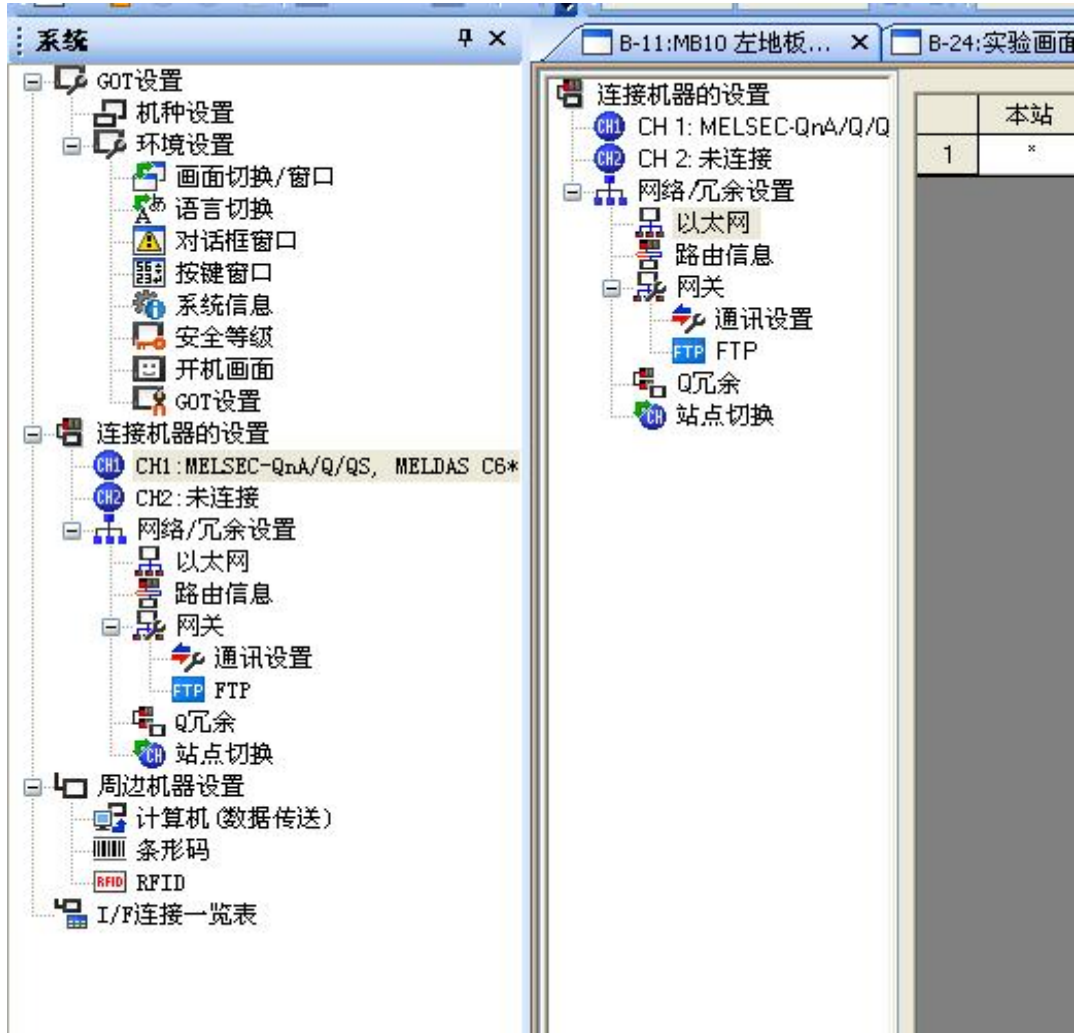 系统
GOT设置
机种设置
环境设置
画面切换/窗口
语言切换
对话框窗口
按键窗口
系统信息
安全等级
开机画面
GOT设置
连接机器的设置
CH1 CH1:MELSEC-QnA/Q/QS, MELDAS C6*
CH2 CH2:未连接
网络/冗余设置
以太网
路由信息
网关
通讯设置
FTP FTP
Q冗余
CH 站点切换
周边机器设置
计算机(数据传送)
条形码
RFID RFID
I/F连接一览表
B-11:MB10 左地板... B-24:实验画面
连接机器的设置
CH1 CH 1: MELSEC-QnA/Q/Q
CH2 CH 2: 未连接
网络/冗余设置
以太网
路由信息
网关
通讯设置
FTP FTP
Q冗余
CH 站点切换
本站
1 *